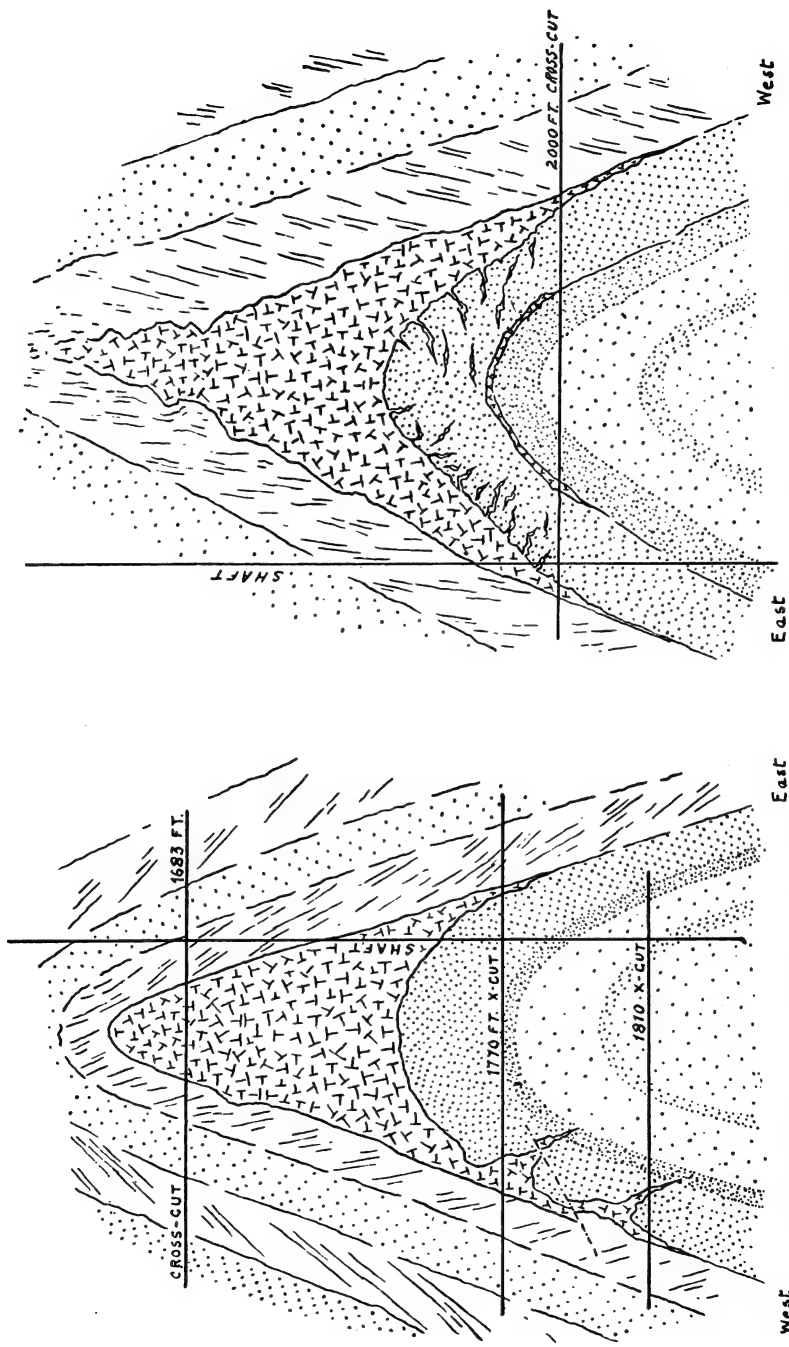 2000 FT. CROSS-CUT
SHAFT
East
West
CROSS-CUT
1683 FT.
SHAFT
1770 FT. X-CUT
1810 X-CUT
West
East